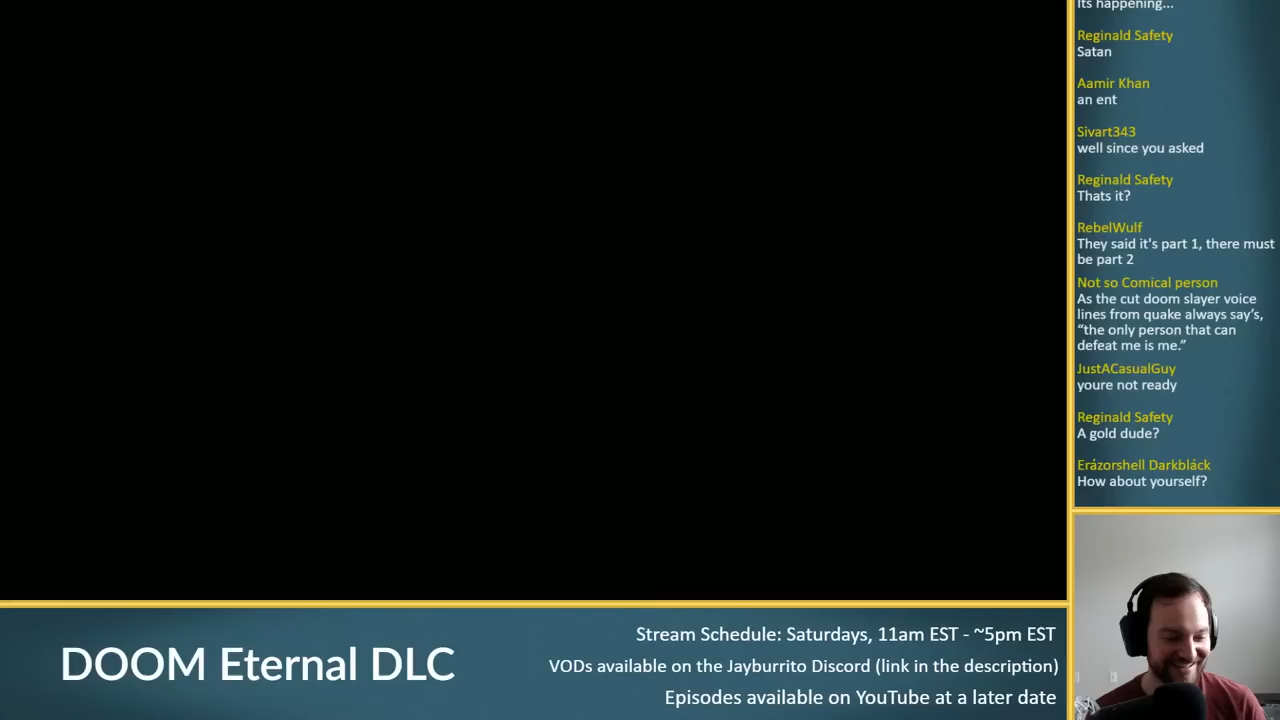 Its happening...
Reginald Safety
Satan
Aamir Khan
an ent
Sivart343
well since you asked
Reginald Safety
Thats it?
RebelWulf
They said it's part 1, there must
be part 2
Not so Comical person
As the cut doom slayer voice
lines from quake always say’s,
“the only person that can
defeat me is me.”
JustACasualGuy
youre not ready
Reginald Safety
A gold dude?
Erázorshell Darkbláck
How about yourself?
DOOM Eternal DLC
Stream Schedule: Saturdays, 11am EST - ~5pm EST
VODs available on the Jayburrito Discord (link in the description)
Episodes available on YouTube at a later date